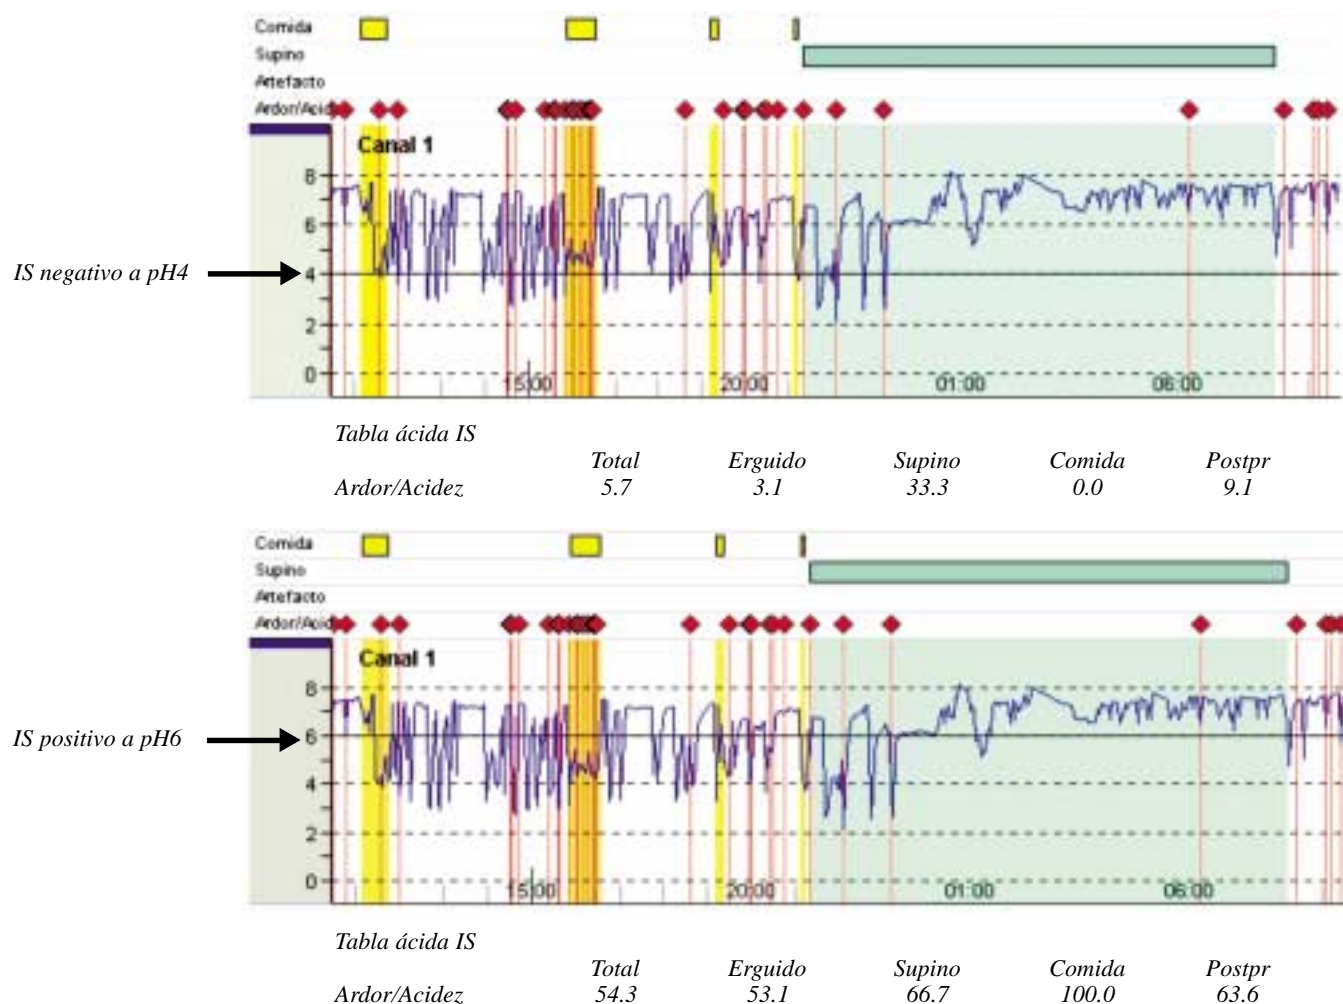 Comida
Supino
Artefacto
Ardor/Acid
Canal 1
8
6
IS negativo a pH4
4
2
0
15:00 20:00 01:00 06:00
Tabla ácida IS
Total Erguido Supino Comida Postpr
Ardor/Acidez 5.7 3.1 33.3 0.0 9.1
Comida
Supino
Artefacto
Ardor/Acid
Canal 1
8
IS positivo a pH6
6
4
2
0
15:00 20:00 01:00 06:00
Tabla ácida IS
Total Erguido Supino Comida Postpr
Ardor/Acidez 54.3 53.1 66.7 100.0 63.6